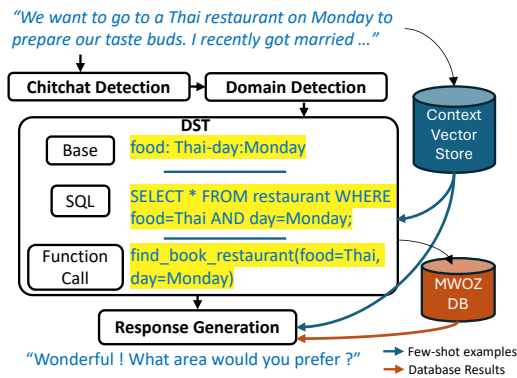 “We want to go to a Thai restaurant on Monday to
prepare our taste buds. I recently got married …”
Chitchat Detection
Domain Detection
DST
Base
food: Thai-day:Monday
SQL
SELECT * FROM restaurant WHERE
food=Thai AND day=Monday;
Function
Call
find_book_restaurant(food=Thai,
day=Monday)
Context
Vector
Store
MWOZ
DB
Response Generation
“Wonderful ! What area would you prefer ?”
Few-shot examples
Database Results